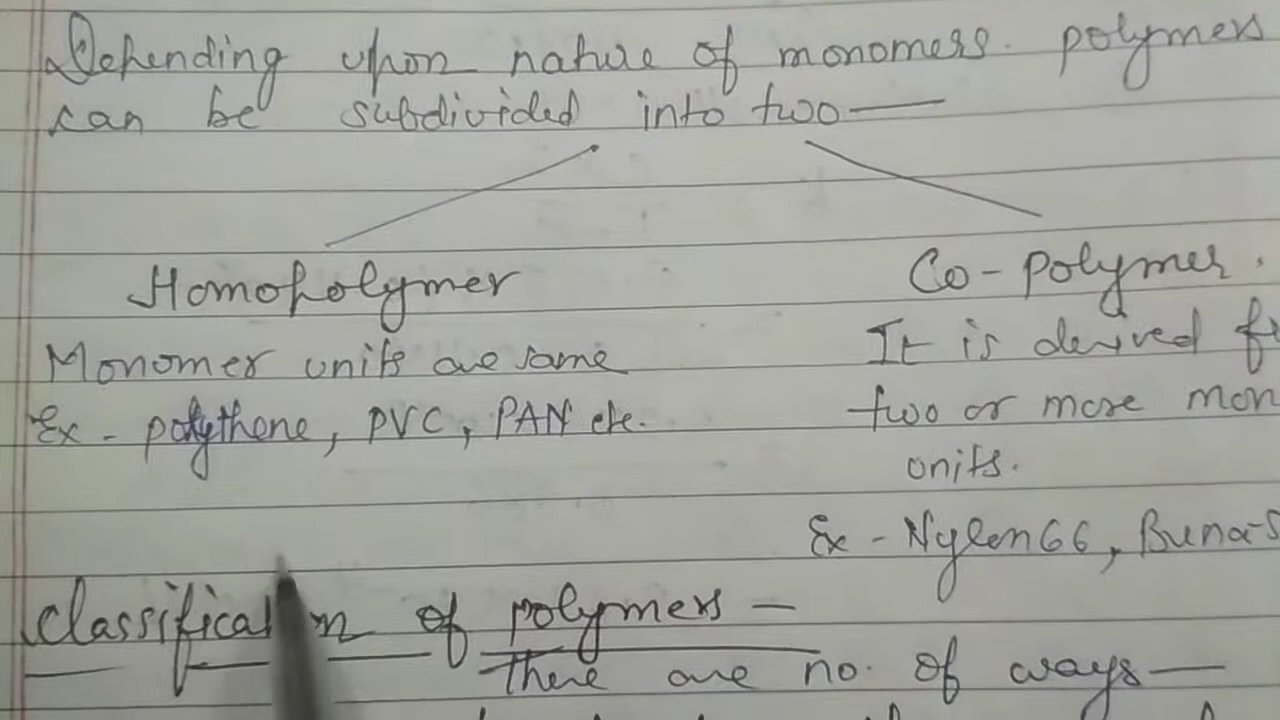 Depending upon nature of monomers. polymers
can be subdivided into two —
Homopolymer
Monomer units are same
Ex - polythene, PVC, PAN etc.
Co - polymer.
It is derived
two or more mon
units.
Ex - Nylon 66, Buna-S
classification of polymers —
There are no. of ways —